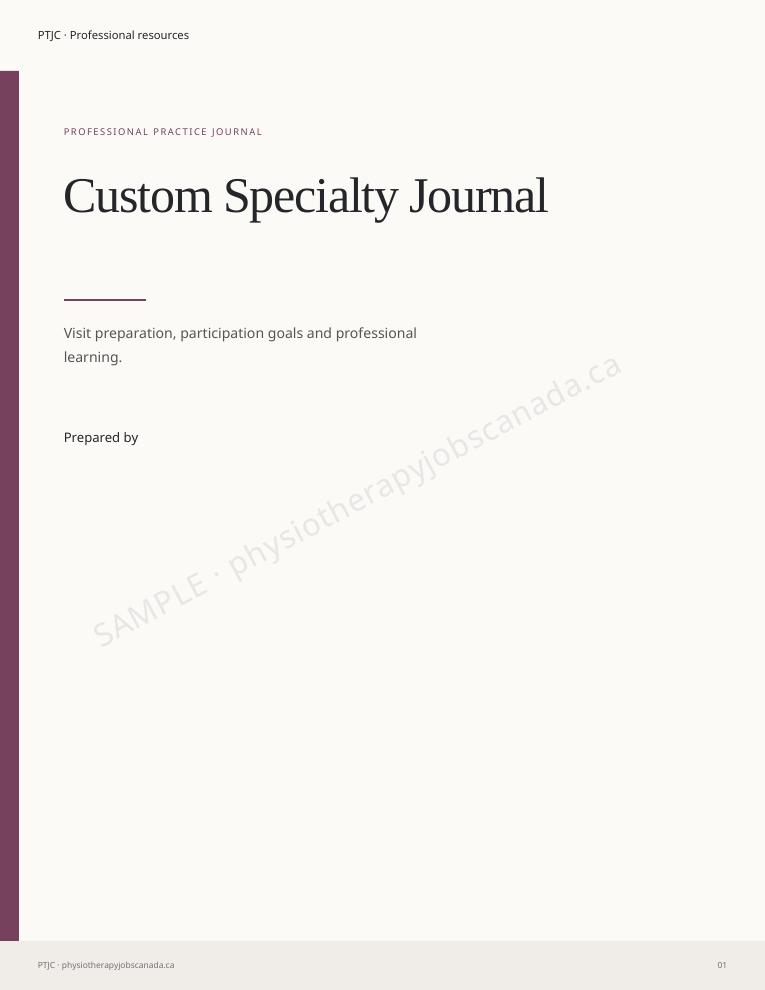 PTJC · Professional resources
PROFESSIONAL PRACTICE JOURNAL
Custom Specialty Journal
Visit preparation, participation goals and professional
learning.
Prepared by
SAMPLE · physiotherapyjobscanada.ca
PTJC · physiotherapyjobscanada.ca
01